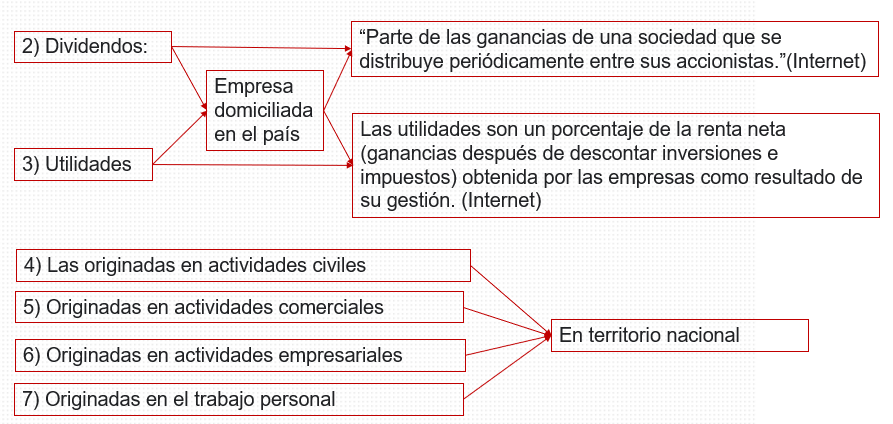 2) Dividendos:
“Parte de las ganancias de una sociedad que se
distribuye periódicamente entre sus accionistas.”(Internet)
Empresa
domiciliada
en el país
3) Utilidades
Las utilidades son un porcentaje de la renta neta
(ganancias después de descontar inversiones e
impuestos) obtenida por las empresas como resultado de
su gestión. (Internet)
4) Las originadas en actividades civiles
5) Originadas en actividades comerciales
6) Originadas en actividades empresariales
7) Originadas en el trabajo personal
En territorio nacional